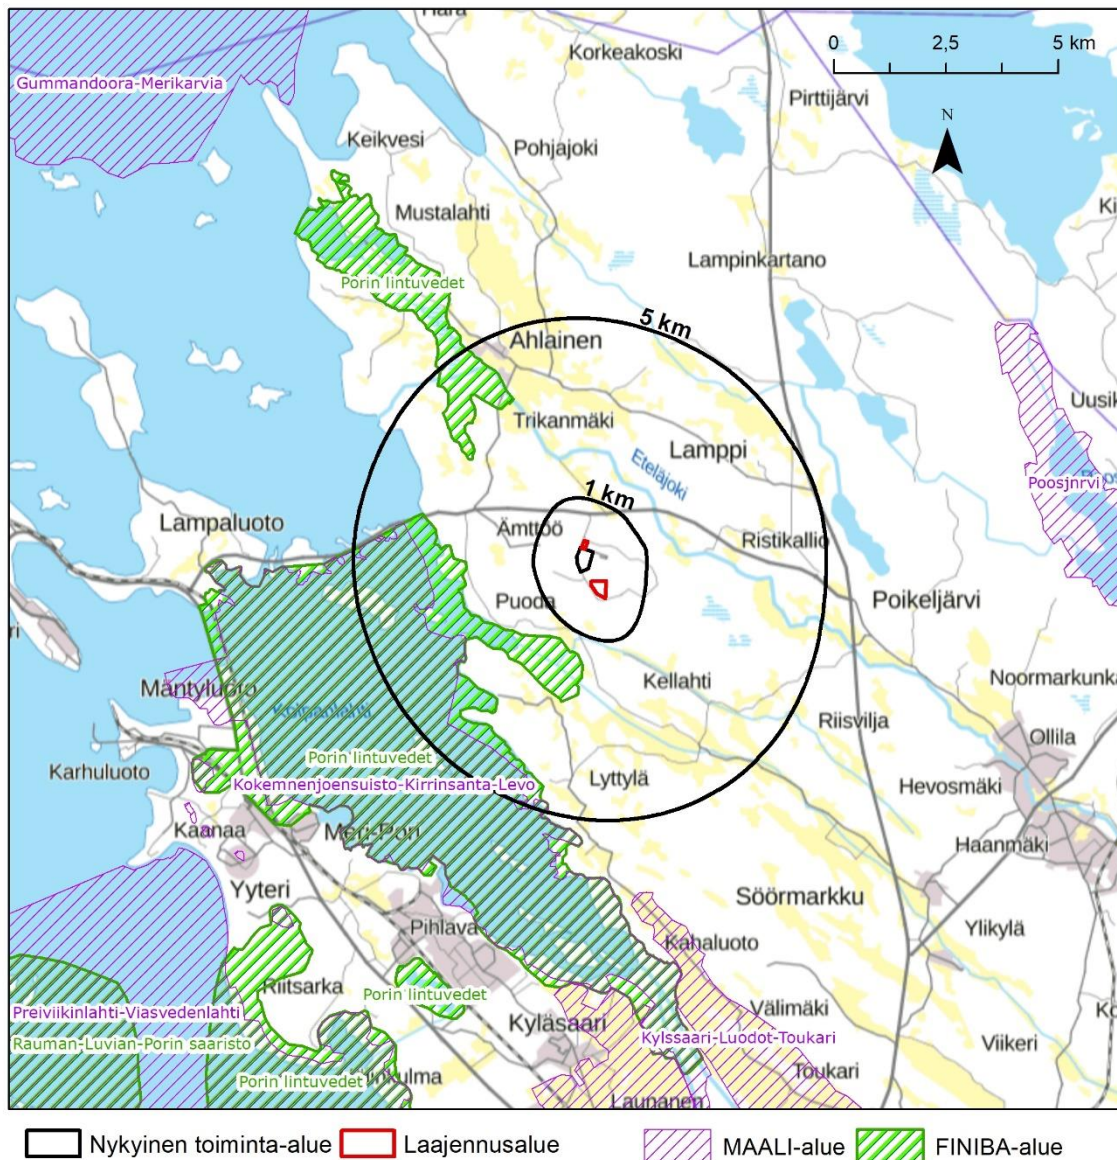 0 2,5 5 km
Korkeakoski
Gummandoora-Merikarvia
Pirttijärvi
N
Keikvesi
Pohjajoki
Mustalahti
Lampinkartano
Porin lintuvedet
5 km
Ahlainen
Uusik
Trikanmäki
Lamppi
Eteläjoki
Poosjnrvi
1 km
Lampaluoto
Ämttöö
Ristikallio
Puoda
Poikeljärvi
Kellahti
Noormarkunka
Mäntyluoto
Riisvilja
Ollila
Porin lintuvedet
Karhuluoto
Lyttylä
Hevosmäki
Kokemnenjoensuisto-Kirrinsanta-Levo
Kaanaa
Meri-Pori
Haanmäki
Yyteri
Söörmarkku
Pihlava
Ylikylä
Kahaluoto
Riitsarka
Porin lintuvedet
Preiviikinlahti-Viasvedenlahti
Välimäki
Kyläsaari
Kylssaari-Luodot-Toukari
Rauman-Luvian-Porin saaristo
Viikeri
Toukari
Porin lintuvedet
Launanen
Nykyinen toiminta-alue
Laajennusalue
MAALI-alue
FINIBA-alue